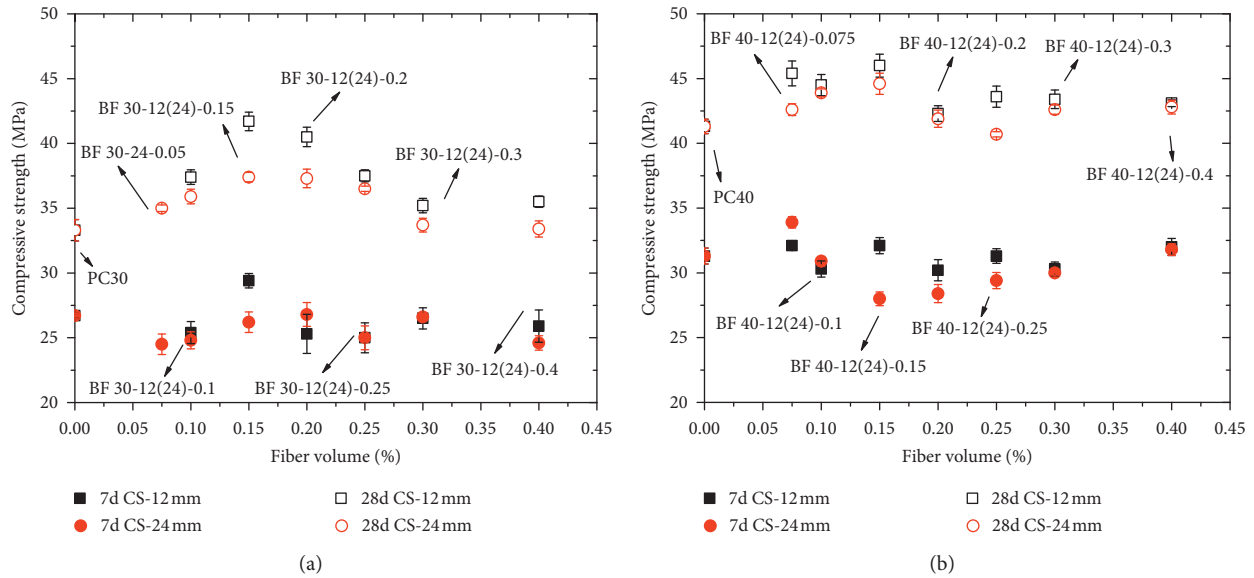 50
45
40
35
30
25
20
Compressive strength (MPa)
BF 30-12(24)-0.2
BF 30-12(24)-0.15
BF 30-24-0.05
BF 30-12(24)-0.3
PC30
BF 30-12(24)-0.4
BF 30-12(24)-0.1
BF 30-12(24)-0.25
0.00 0.05 0.10 0.15 0.20 0.25 0.30 0.35 0.40 0.45
Fiber volume (%)
7d CS-12 mm
28d CS-12 mm
7d CS-24 mm
28d CS-24 mm
(a)
50
45
40
35
30
25
20
Compressive strength (MPa)
BF 40-12(24)-0.075
BF 40-12(24)-0.2
BF 40-12(24)-0.3
PC40
BF 40-12(24)-0.4
BF 40-12(24)-0.1
BF 40-12(24)-0.25
BF 40-12(24)-0.15
0.00 0.05 0.10 0.15 0.20 0.25 0.30 0.35 0.40 0.45
Fiber volume (%)
7d CS-12 mm
28d CS-12 mm
7d CS-24 mm
28d CS-24 mm
(b)